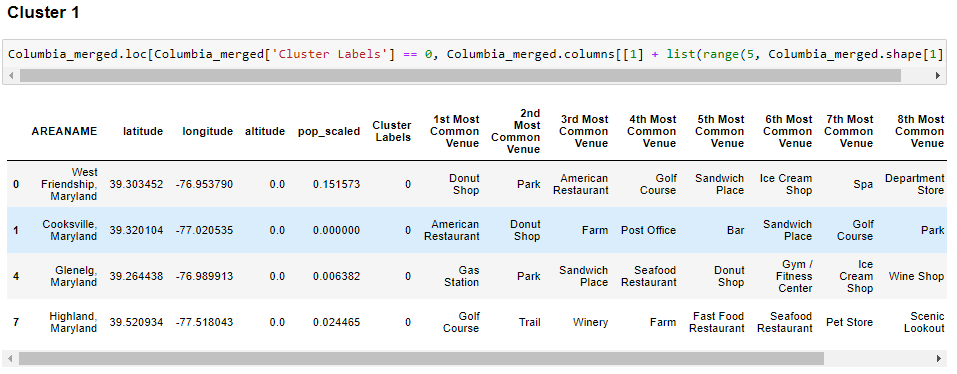 Cluster 1
Columbia_merged.loc[Columbia_merged['Cluster Labels'] == 0, Columbia_merged.columns[[1] + list(range(5, Columbia_merged.shape[1]
AREANAME latitude longitude altitude pop_scaled Cluster Labels 1st Most Common Venue 2nd Most Common Venue 3rd Most Common Venue 4th Most Common Venue 5th Most Common Venue 6th Most Common Venue 7th Most Common Venue 8th Most Common Venue
0 West Friendship, Maryland 39.303452 -76.953790 0.0 0.151573 0 Donut Shop Park American Restaurant Golf Course Sandwich Place Ice Cream Shop Spa Department Store
1 Cooksville, Maryland 39.320104 -77.020535 0.0 0.000000 0 American Restaurant Donut Shop Farm Post Office Bar Sandwich Place Golf Course Park
4 Glenelg, Maryland 39.264438 -76.989913 0.0 0.006382 0 Gas Station Park Sandwich Place Seafood Restaurant Donut Shop Gym / Fitness Center Ice Cream Shop Wine Shop
7 Highland, Maryland 39.520934 -77.518043 0.0 0.024465 0 Golf Course Trail Winery Farm Fast Food Restaurant Seafood Restaurant Pet Store Scenic Lookout